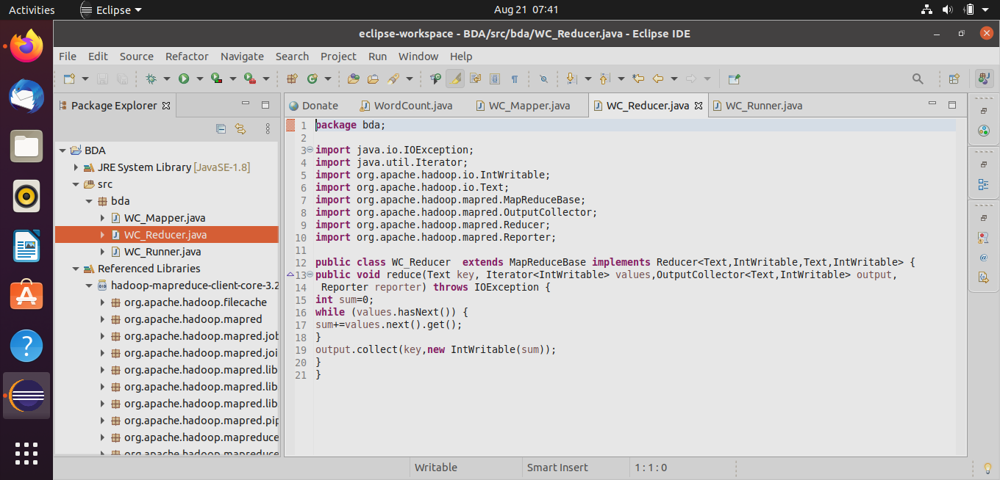 Activities
Eclipse
Aug 21 07:41
eclipse-workspace - BDA/src/bda/WC_Reducer.java - Eclipse IDE
File Edit Source Refactor Navigate Search Project Run Window Help
Package Explorer
Donate
WordCount.java
WC_Mapper.java
WC_Reducer.java
WC_Runner.java
BDA
JRE System Library [JavaSE-1.8]
src
bda
WC_Mapper.java
WC_Reducer.java
WC_Runner.java
Referenced Libraries
hadoop-mapreduce-client-core-3.2
org.apache.hadoop.filecache
org.apache.hadoop.mapred
org.apache.hadoop.mapred.job
org.apache.hadoop.mapred.joi
org.apache.hadoop.mapred.lib
org.apache.hadoop.mapred.lib
org.apache.hadoop.mapred.lib
org.apache.hadoop.mapred.pip
org.apache.hadoop.mapreduce
org.apache.hadoop.mapreduce
1 package bda;
2
3 import java.io.IOException;
4 import java.util.Iterator;
5 import org.apache.hadoop.io.IntWritable;
6 import org.apache.hadoop.io.Text;
7 import org.apache.hadoop.mapred.MapReduceBase;
8 import org.apache.hadoop.mapred.OutputCollector;
9 import org.apache.hadoop.mapred.Reducer;
10 import org.apache.hadoop.mapred.Reporter;
11
12 public class WC_Reducer  extends MapReduceBase implements Reducer<Text,IntWritable,Text,IntWritable> {
13 public void reduce(Text key, Iterator<IntWritable> values,OutputCollector<Text,IntWritable> output,
14  Reporter reporter) throws IOException {
15 int sum=0;
16 while (values.hasNext()) {
17 sum+=values.next().get();
18 }
19 output.collect(key,new IntWritable(sum));
20 }
21 }
Writable
Smart Insert
1 : 1 : 0